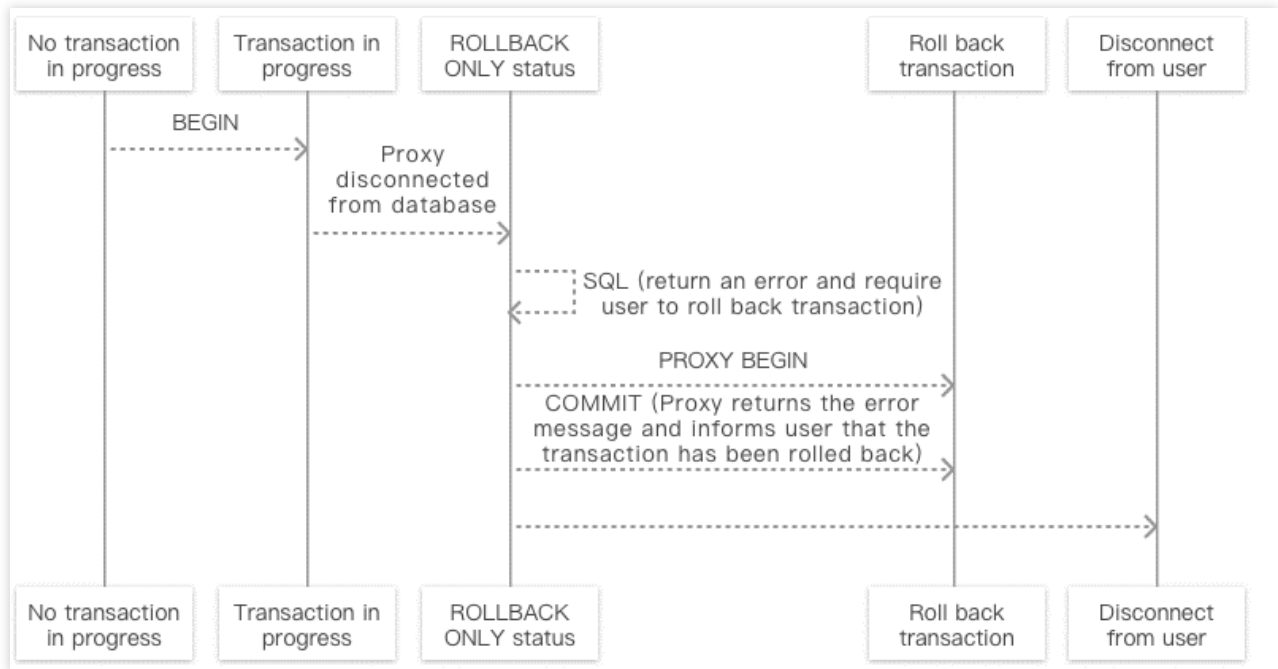 No transaction
in progress
Transaction in
progress
ROLLBACK
ONLY status
Roll back
transaction
Disconnect
from user
BEGIN
Proxy
disconnected
from database
SQL (return an error and require
user to roll back transaction)
PROXY BEGIN
COMMIT (Proxy returns the error
message and informs user that the
transaction has been rolled back)
No transaction
in progress
Transaction in
progress
ROLLBACK
ONLY status
Roll back
transaction
Disconnect
from user